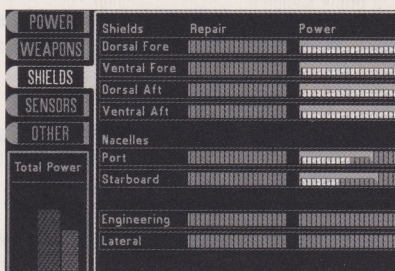 POWER
WEAPONS
SHIELDS
SENSORS
OTHER
Total Power
Shields Repair Power
Dorsal Fore
Ventral Fore
Dorsal Aft
Ventral Aft
Nacelles
Port
Starboard
Engineering
Lateral